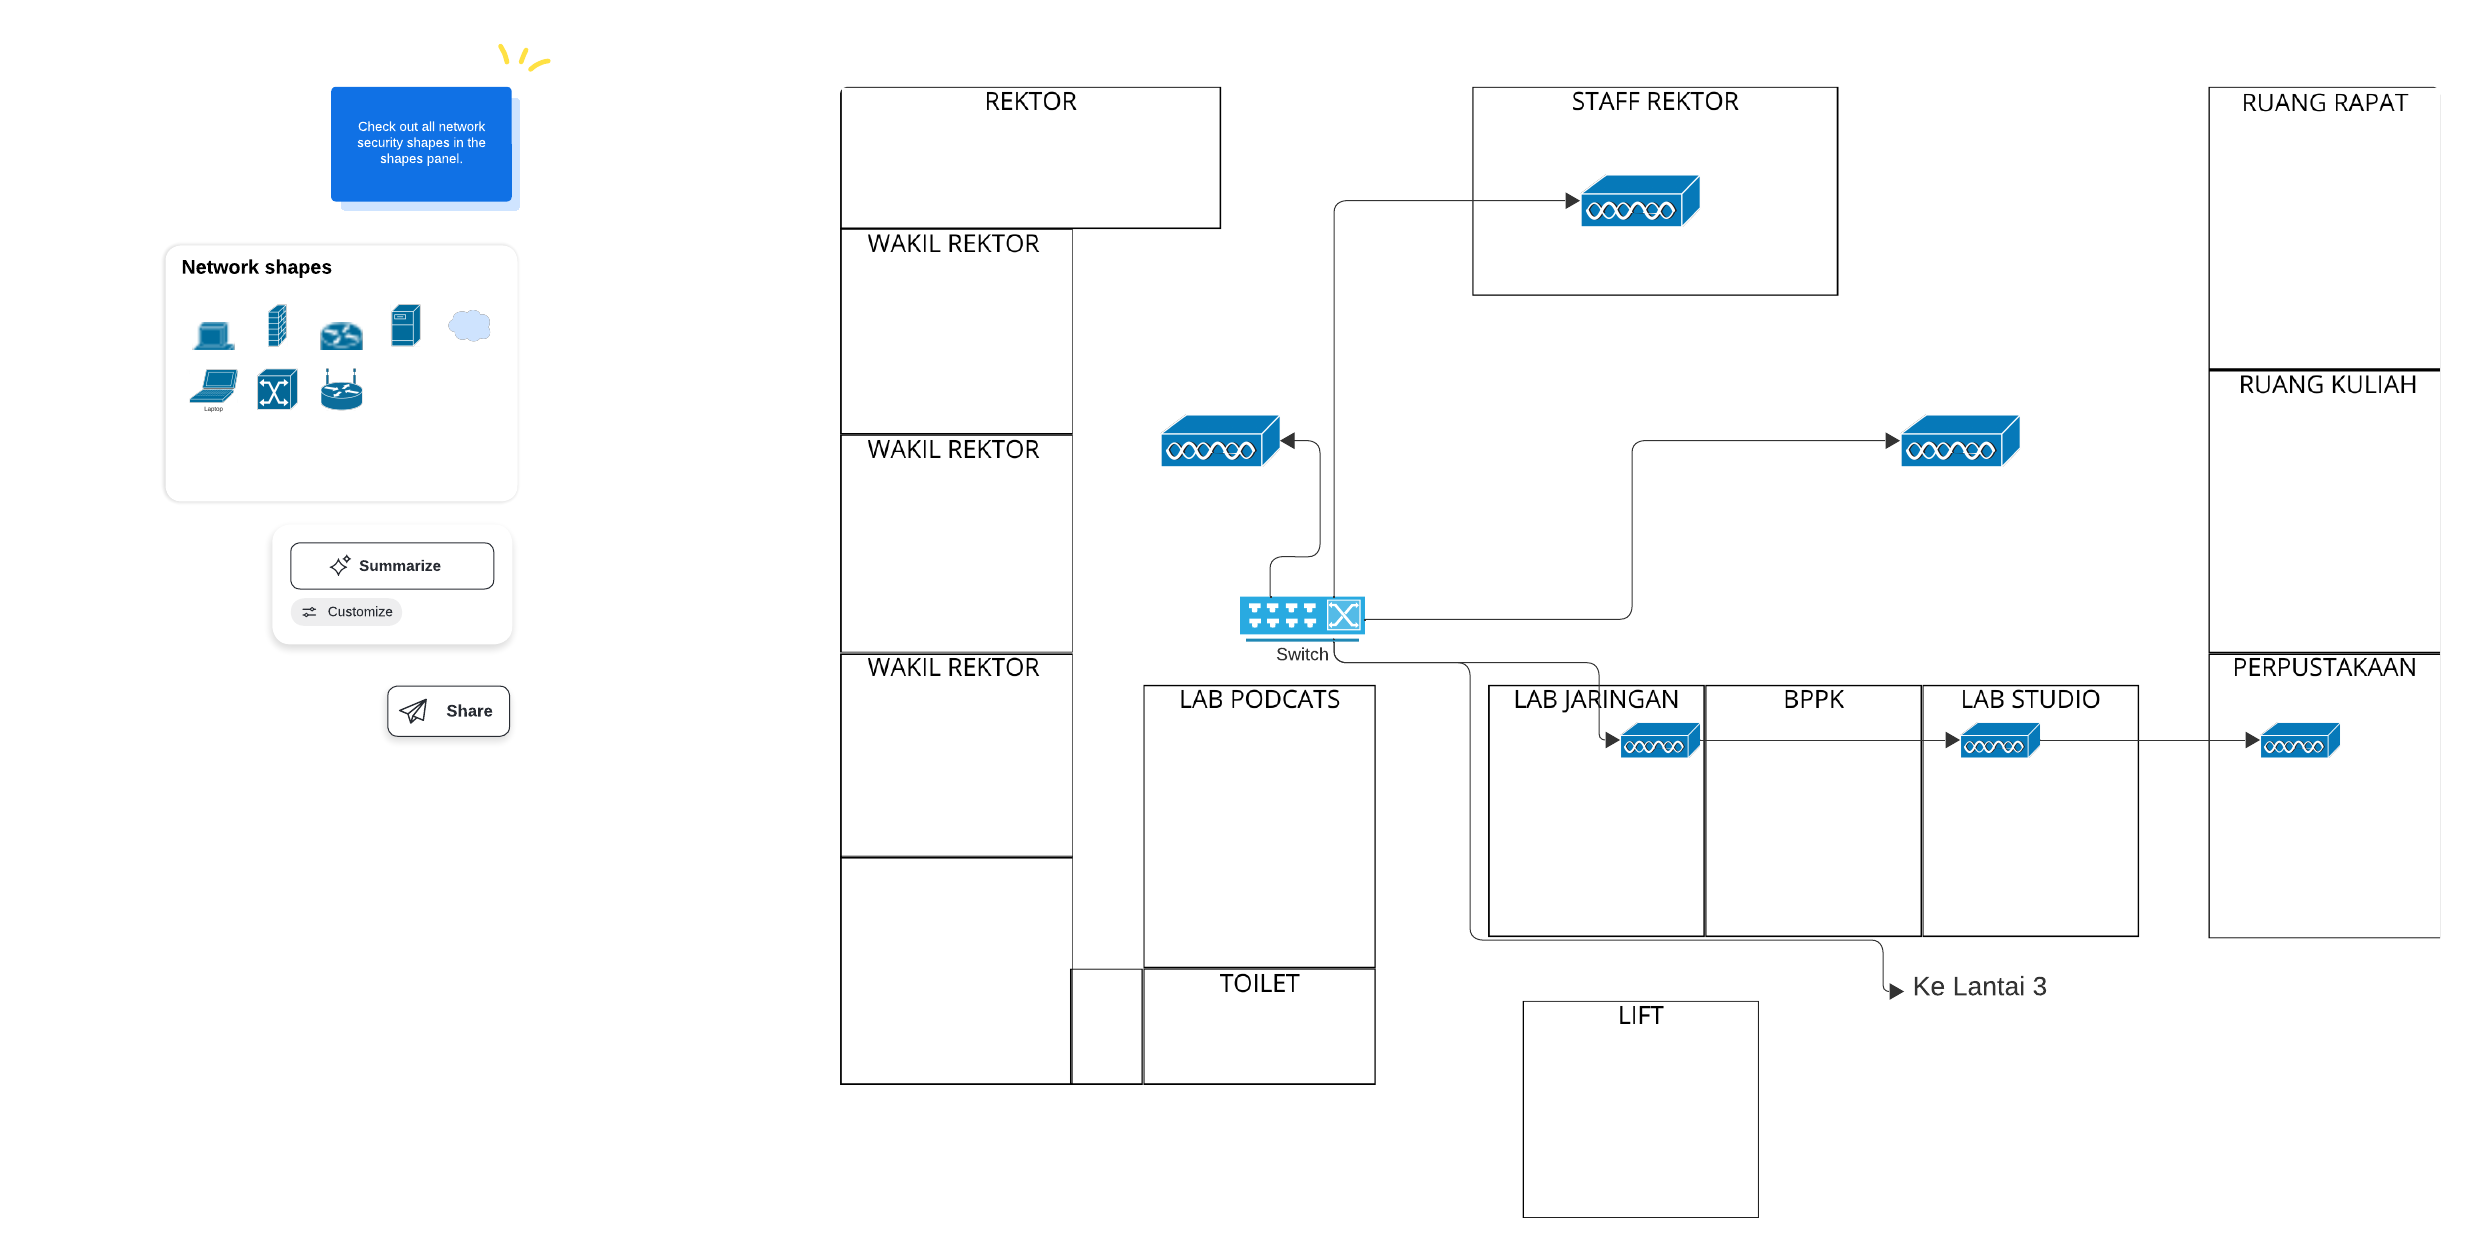 Check out all network
security shapes in the
shapes panel.
Network shapes
Laptop
Summarize
Customize
Share
REKTOR
STAFF REKTOR
RUANG RAPAT
WAKIL REKTOR
RUANG KULIAH
WAKIL REKTOR
Switch
WAKIL REKTOR
PERPUSTAKAAN
LAB PODCATS
LAB JARINGAN
BPPK
LAB STUDIO
TOILET
Ke Lantai 3
LIFT